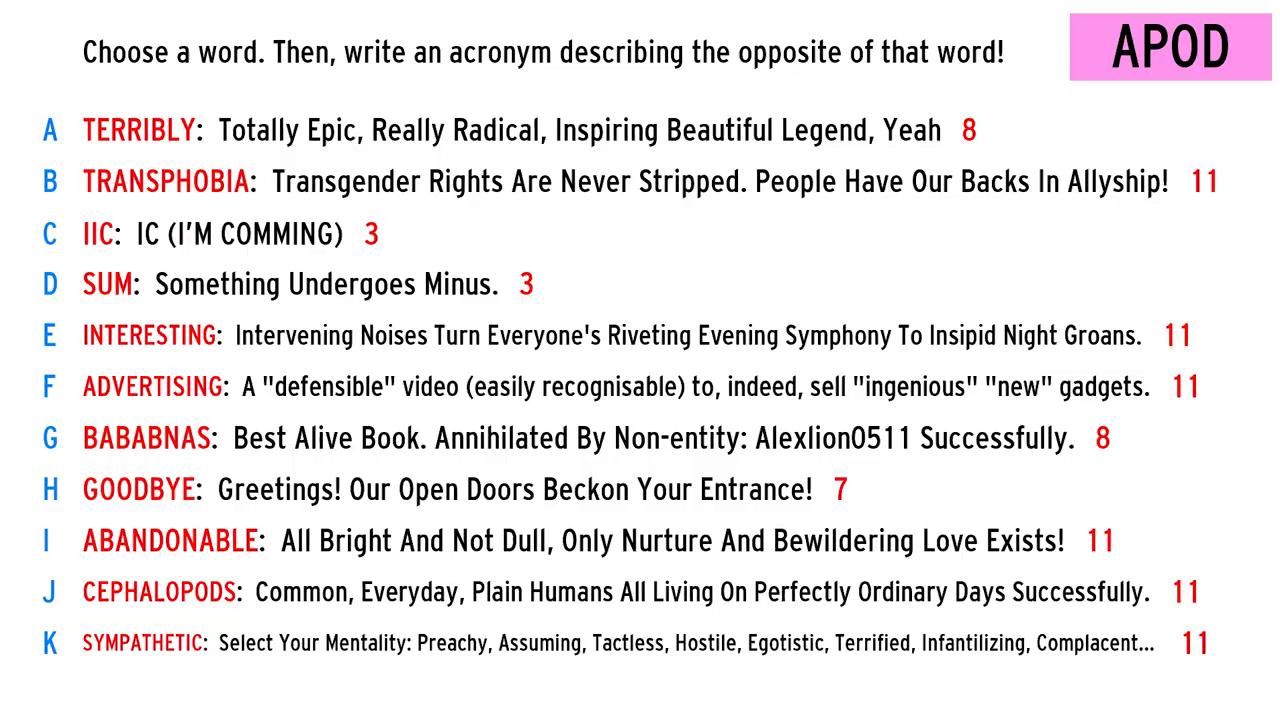 Choose a word. Then, write an acronym describing the opposite of that word!
APOD
A TERRIBLY: Totally Epic, Really Radical, Inspiring Beautiful Legend, Yeah 8
B TRANSPHOBIA: Transgender Rights Are Never Stripped. People Have Our Backs In Allyship! 11
C IIC: IC (I'M COMMING) 3
D SUM: Something Undergoes Minus. 3
E INTERESTING: Intervening Noises Turn Everyone's Riveting Evening Symphony To Insipid Night Groans. 11
F ADVERTISING: A "defensible" video (easily recognisable) to, indeed, sell "ingenious" "new" gadgets. 11
G BABABNAS: Best Alive Book. Annihilated By Non-entity: Alexlion0511 Successfully. 8
H GOODBYE: Greetings! Our Open Doors Beckon Your Entrance! 7
I ABANDONABLE: All Bright And Not Dull, Only Nurture And Bewildering Love Exists! 11
J CEPHALOPODS: Common, Everyday, Plain Humans All Living On Perfectly Ordinary Days Successfully. 11
K SYMPATHETIC: Select Your Mentality: Preachy, Assuming, Tactless, Hostile, Egotistic, Terrified, Infantilizing, Complacent... 11